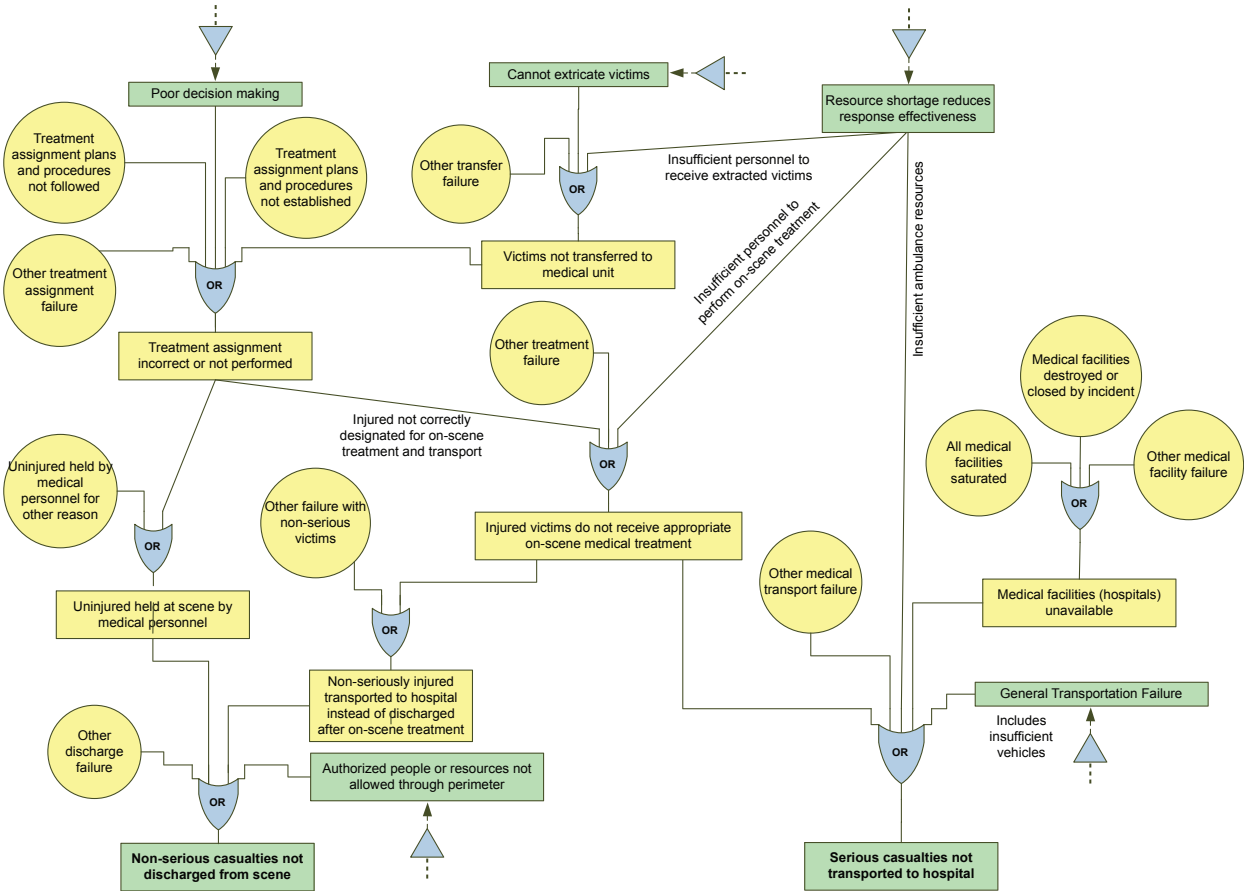 Poor decision making
Cannot extricate victims
Resource shortage reduces
response effectiveness
Treatment
assignment plans
and procedures
not followed
Treatment
assignment plans
and procedures
not established
Other transfer
failure
OR
Insufficient personnel to
receive extracted victims
Insufficient personnel to
perform on-scene treatment
Insufficient ambulance resources
Other treatment
assignment
failure
OR
Victims not transferred to
medical unit
Treatment assignment
incorrect or not performed
Other treatment
failure
Medical facilities
destroyed or
closed by incident
Injured not correctly
designated for on-scene
treatment and transport
OR
All medical
facilities
saturated
Other medical
facility failure
OR
Uninjured held by
medical
personnel for
other reason
OR
Other failure with
non-serious
victims
Injured victims do not receive appropriate
on-scene medical treatment
Other medical
transport failure
Medical facilities (hospitals)
unavailable
Uninjured held at scene by
medical personnel
OR
Non-seriously injured
transported to hospital
instead of discharged
after on-scene treatment
General Transportation Failure
Includes
insufficient
vehicles
Other
discharge
failure
Authorized people or resources not
allowed through perimeter
OR
OR
Non-serious casualties not
discharged from scene
Serious casualties not
transported to hospital